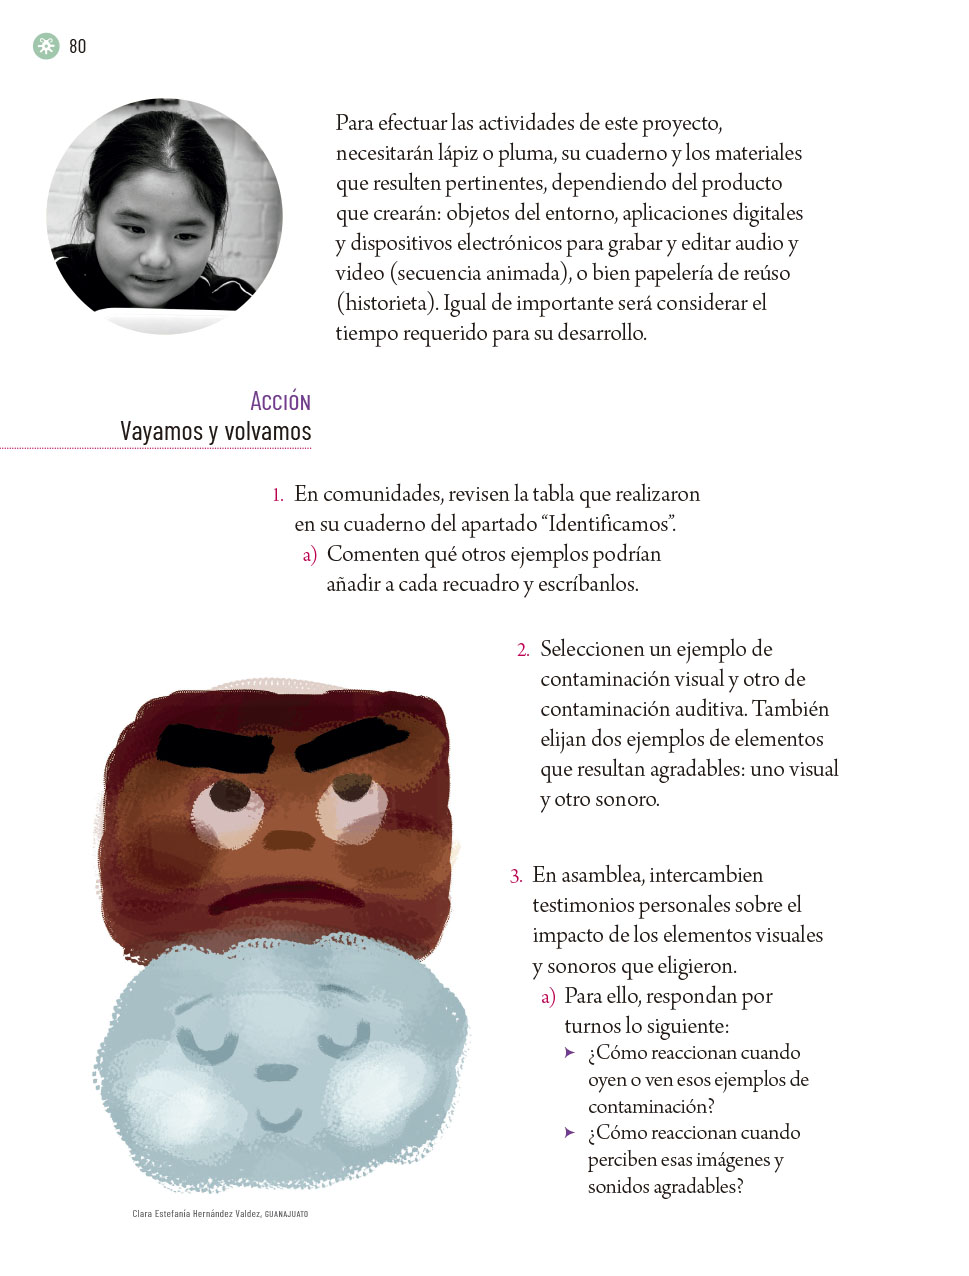 80
Para efectuar las actividades de este proyecto,
necesitarán lápiz o pluma, su cuaderno y los materiales
que resulten pertinentes, dependiendo del producto
que crearán: objetos del entorno, aplicaciones digitales
y dispositivos electrónicos para grabar y editar audio y
video (secuencia animada), o bien papelería de reúso
(historieta). Igual de importante será considerar el
tiempo requerido para su desarrollo.
Acción
Vayamos y volvamos
1. En comunidades, revisen la tabla que realizaron
en su cuaderno del apartado “Identificamos”.
a) Comenten qué otros ejemplos podrían
añadir a cada recuadro y escríbanlos.
2. Seleccionen un ejemplo de
contaminación visual y otro de
contaminación auditiva. También
elijan dos ejemplos de elementos
que resultan agradables: uno visual
y otro sonoro.
3. En asamblea, intercambien
testimonios personales sobre el
impacto de los elementos visuales
y sonoros que eligieron.
a) Para ello, respondan por
turnos lo siguiente:
➤ ¿Cómo reaccionan cuando
oyen o ven esos ejemplos de
contaminación?
➤ ¿Cómo reaccionan cuando
perciben esas imágenes y
sonidos agradables?
Clara Estefanía Hernández Valdez, GUANAJUATO